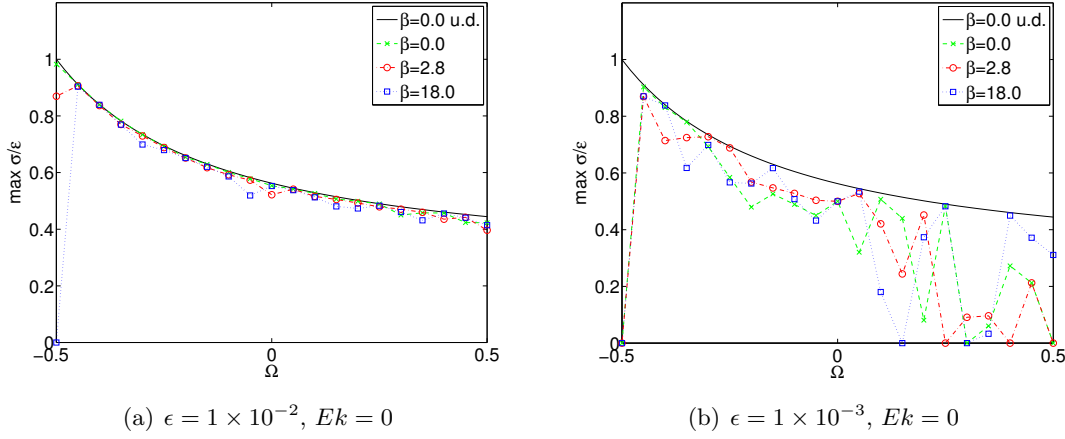 β=0.0 u.d.
β=0.0
β=2.8
β=18.0
max σ/ε
1
0.8
0.6
0.4
0.2
0
−0.5
0
0.5
Ω
(a) ϵ = 1 × 10⁻², Ek = 0
β=0.0 u.d.
β=0.0
β=2.8
β=18.0
max σ/ε
1
0.8
0.6
0.4
0.2
0
−0.5
0
0.5
Ω
(b) ϵ = 1 × 10⁻³, Ek = 0